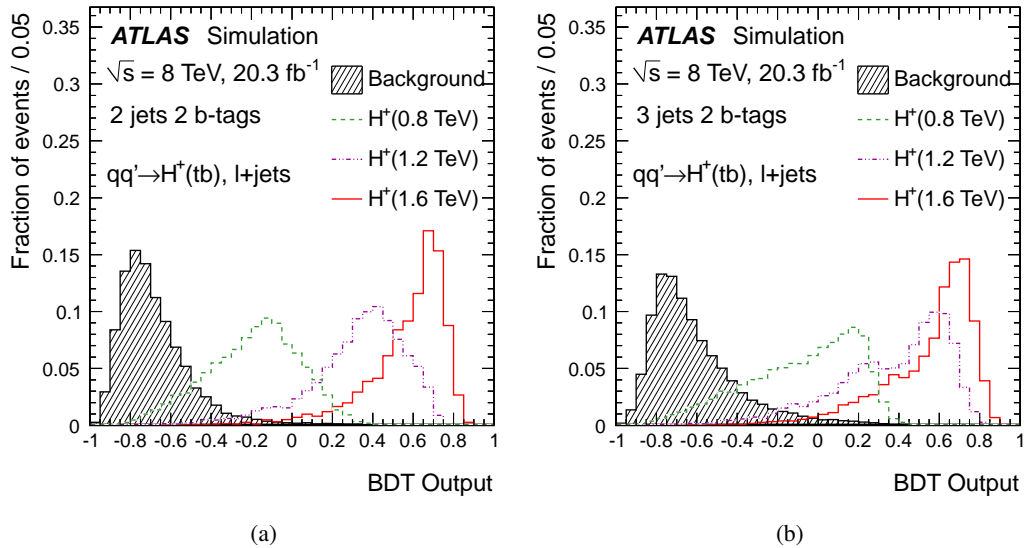 Fraction of events / 0.05
ATLAS Simulation
√s = 8 TeV, 20.3 fb⁻¹
2 jets 2 b-tags
qq'→H⁺(tb), l+jets
Background
H⁺(0.8 TeV)
H⁺(1.2 TeV)
H⁺(1.6 TeV)
0.35
0.3
0.25
0.2
0.15
0.1
0.05
0
-1 -0.8 -0.6 -0.4 -0.2 0 0.2 0.4 0.6 0.8 1
BDT Output
(a)
Fraction of events / 0.05
ATLAS Simulation
√s = 8 TeV, 20.3 fb⁻¹
3 jets 2 b-tags
qq'→H⁺(tb), l+jets
Background
H⁺(0.8 TeV)
H⁺(1.2 TeV)
H⁺(1.6 TeV)
0.35
0.3
0.25
0.2
0.15
0.1
0.05
0
-1 -0.8 -0.6 -0.4 -0.2 0 0.2 0.4 0.6 0.8 1
BDT Output
(b)